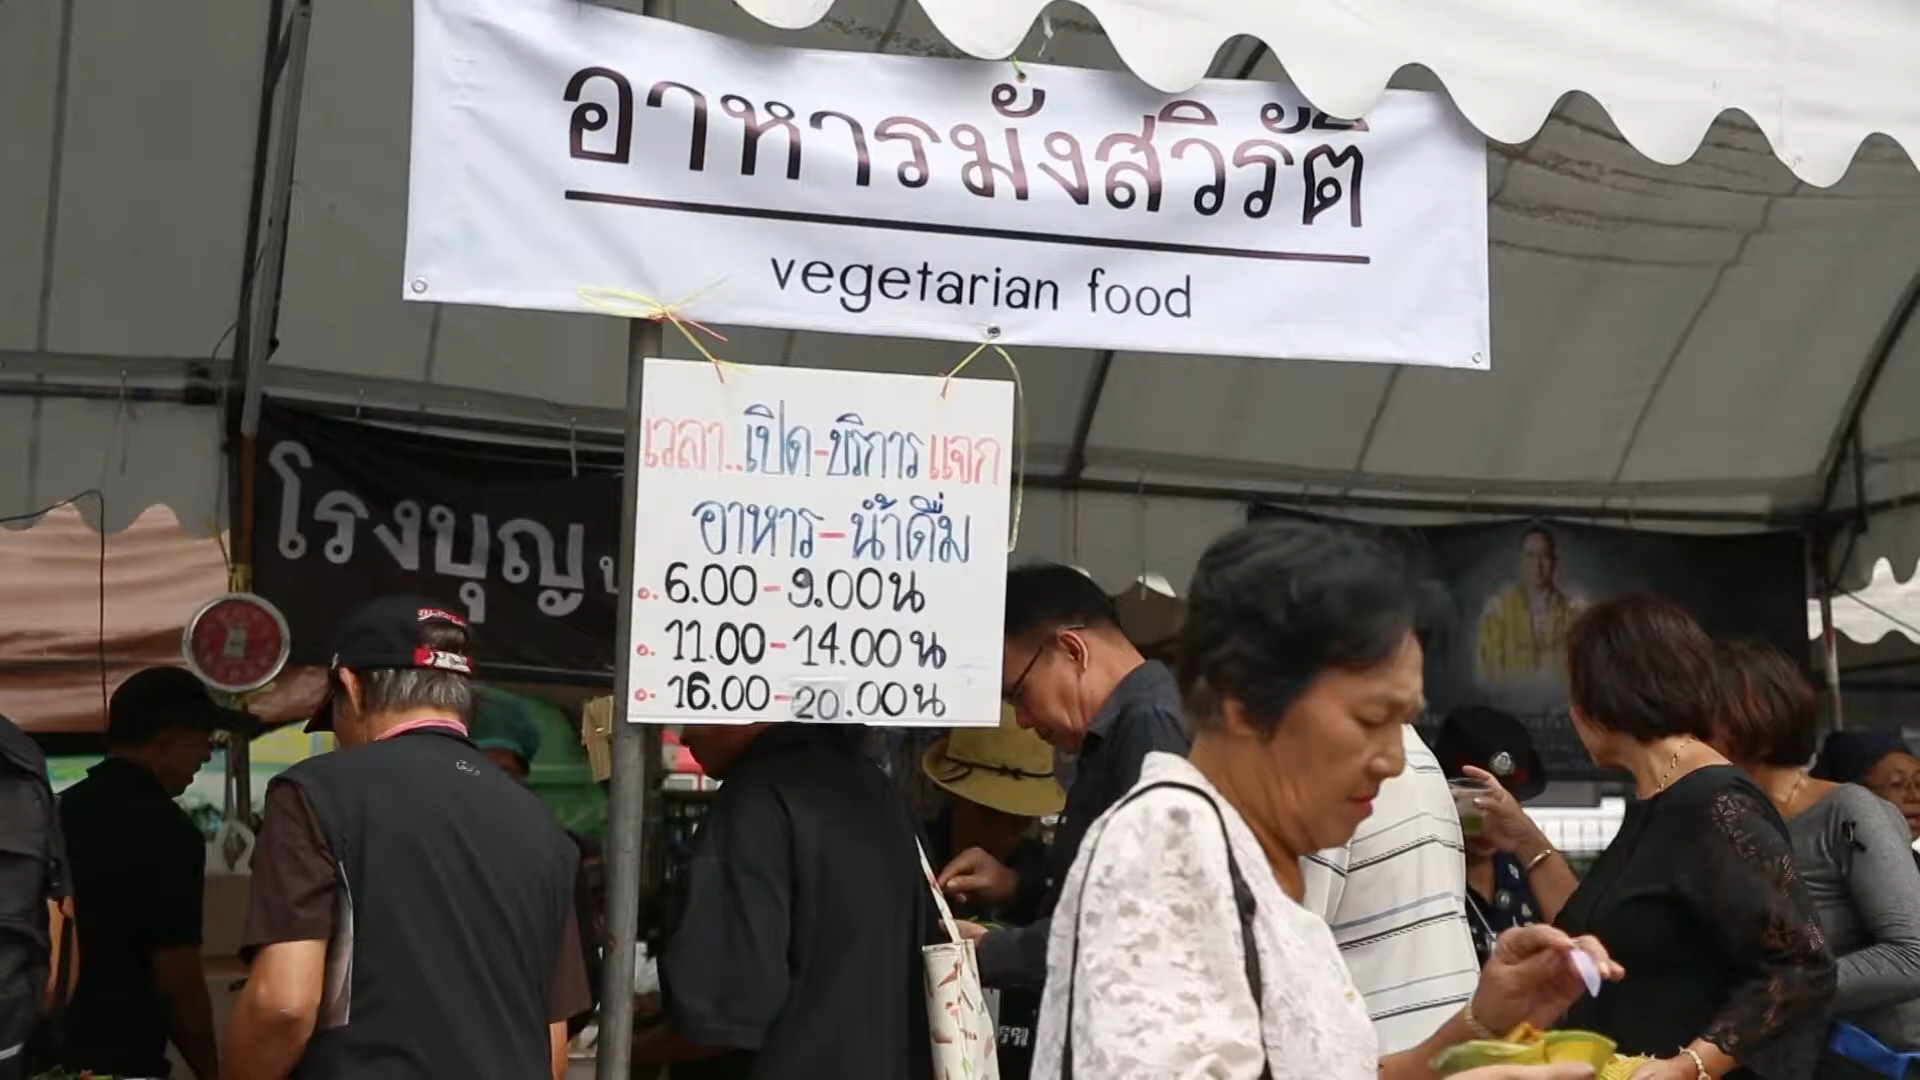 อาหารมังสวิรัติ
vegetarian food
เวลา..เปิด-บริการแจก
อาหาร-น้ำดื่ม
๐. 6.00-9.00น
๐. 11.00-14.00น
๐. 16.00-20.00น
โรงบุญ